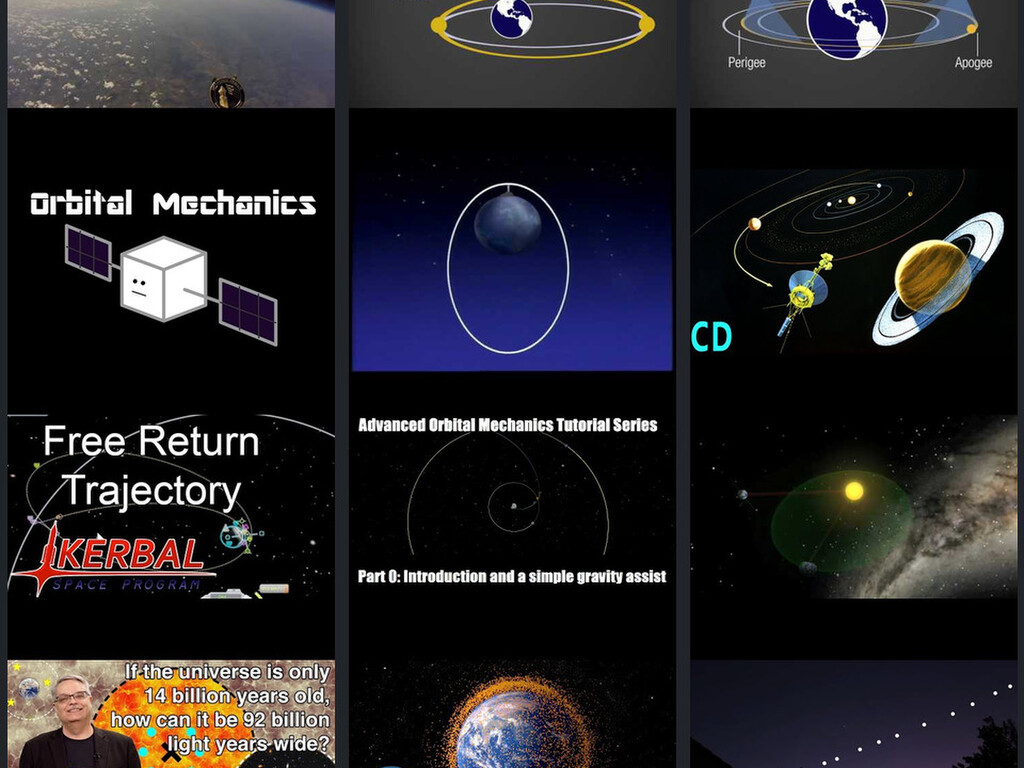 Perigee
Apogee
Orbital Mechanics
CD
Free Return
Trajectory
KERBAL
SPACE PROGRAM
Advanced Orbital Mechanics Tutorial Series
Part 0: Introduction and a simple gravity assist
If the universe is only
14 billion years old,
how can it be 92 billion
light years wide?